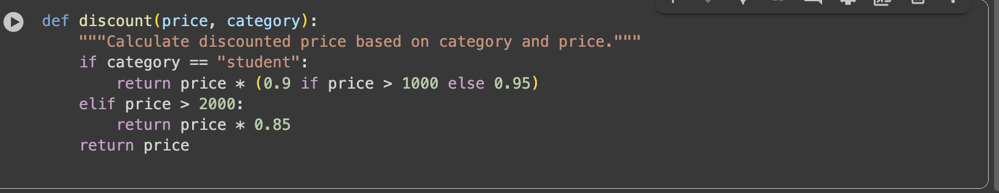 def discount(price, category):
    """Calculate discounted price based on category and price."""
    if category == "student":
        return price * (0.9 if price > 1000 else 0.95)
    elif price > 2000:
        return price * 0.85
    return price